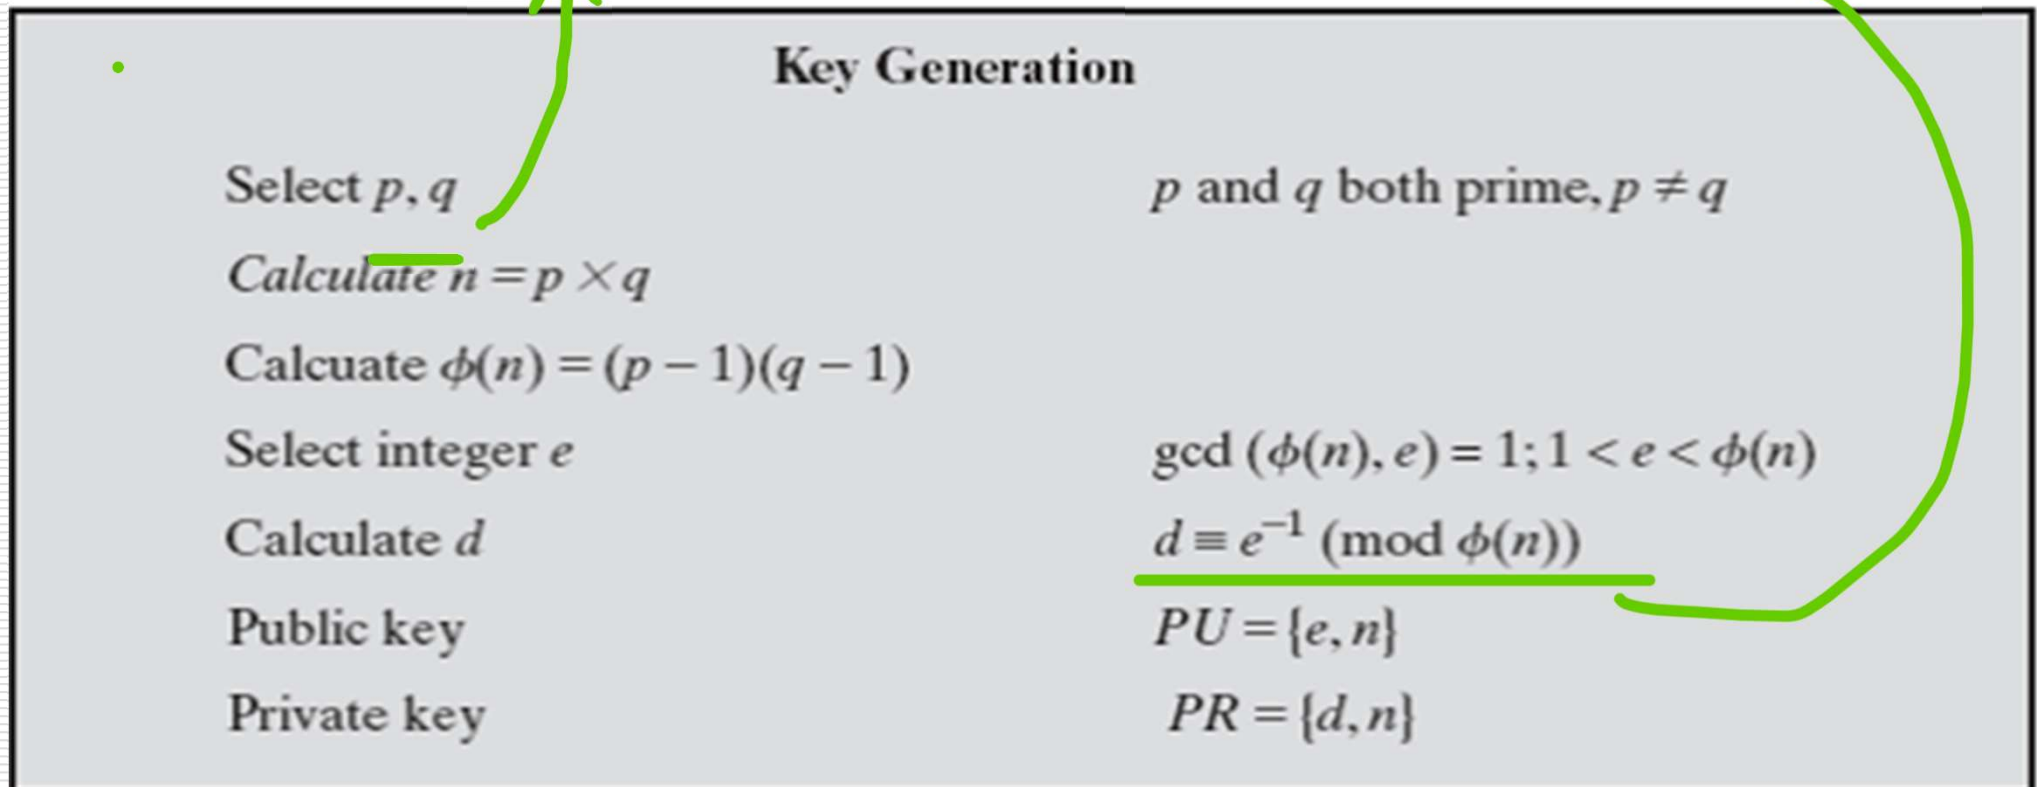 Key Generation
Select p, q p and q both prime, p ≠ q
Calculate n = p × q
Calcuate ϕ(n) = (p − 1)(q − 1)
Select integer e gcd (ϕ(n), e) = 1; 1 < e < ϕ(n)
Calculate d d ≡ e⁻¹ (mod ϕ(n))
Public key PU = {e, n}
Private key PR = {d, n}